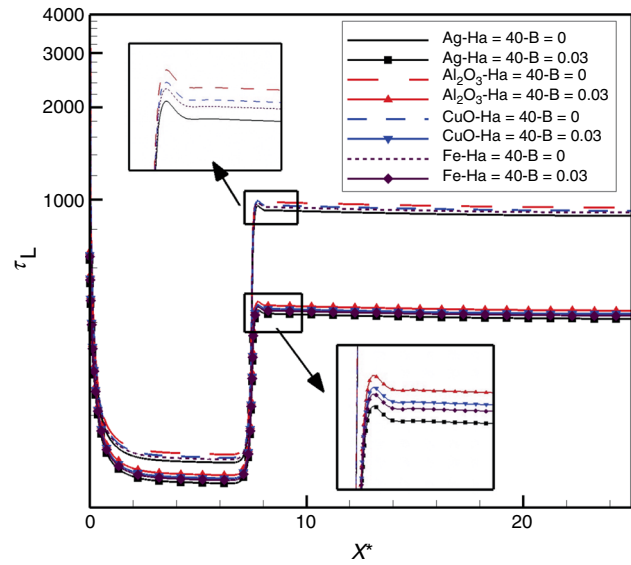 4000
3000
2000
1000
τL
Ag-Ha = 40-B = 0
Ag-Ha = 40-B = 0.03
Al2O3-Ha = 40-B = 0
Al2O3-Ha = 40-B = 0.03
CuO-Ha = 40-B = 0
CuO-Ha = 40-B = 0.03
Fe-Ha = 40-B = 0
Fe-Ha = 40-B = 0.03
0
10
20
X*